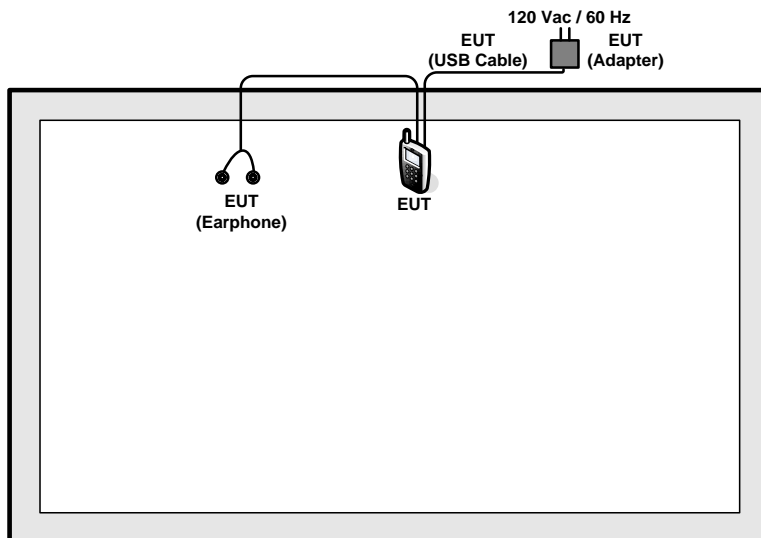 120 Vac / 60 Hz
EUT
(USB Cable)
EUT
(Adapter)
EUT
(Earphone)
EUT